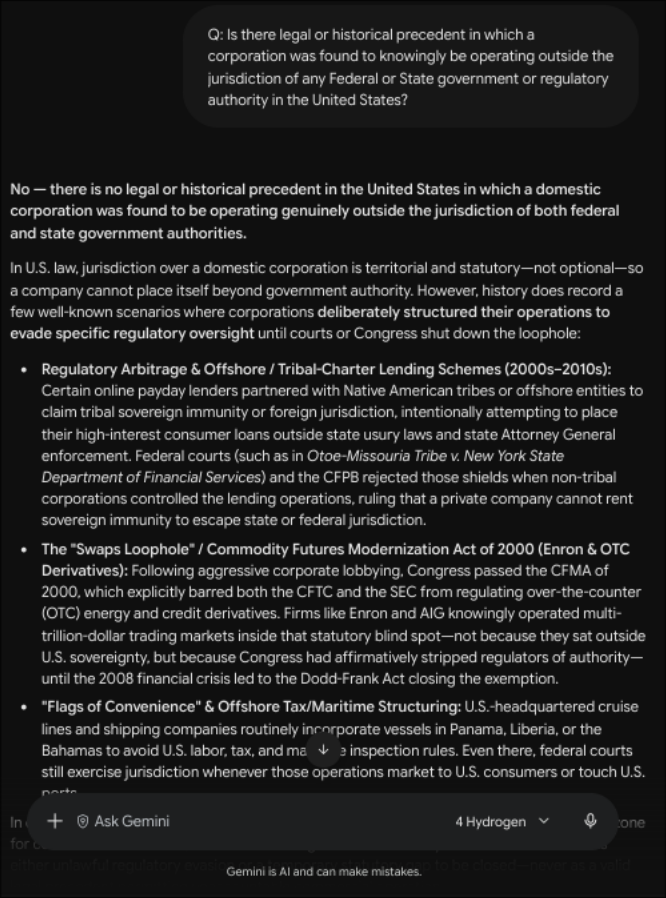 Q: Is there legal or historical precedent in which a
corporation was found to knowingly be operating outside the
jurisdiction of any Federal or State government or regulatory
authority in the United States?
No — there is no legal or historical precedent in the United States in which a domestic
corporation was found to be operating genuinely outside the jurisdiction of both federal
and state government authorities.
In U.S. law, jurisdiction over a domestic corporation is territorial and statutory—not optional—so
a company cannot place itself beyond government authority. However, history does record a
few well-known scenarios where corporations deliberately structured their operations to
evade specific regulatory oversight until courts or Congress shut down the loophole:
• Regulatory Arbitrage & Offshore / Tribal-Charter Lending Schemes (2000s–2010s):
Certain online payday lenders partnered with Native American tribes or offshore entities to
claim tribal sovereign immunity or foreign jurisdiction, intentionally attempting to place
their high-interest consumer loans outside state usury laws and state Attorney General
enforcement. Federal courts (such as in Otoe-Missouria Tribe v. New York State
Department of Financial Services) and the CFPB rejected those shields when non-tribal
corporations controlled the lending operations, ruling that a private company cannot rent
sovereign immunity to escape state or federal jurisdiction.
• The "Swaps Loophole" / Commodity Futures Modernization Act of 2000 (Enron & OTC
Derivatives): Following aggressive corporate lobbying, Congress passed the CFMA of
2000, which explicitly barred both the CFTC and the SEC from regulating over-the-counter
(OTC) energy and credit derivatives. Firms like Enron and AIG knowingly operated multi-
trillion-dollar trading markets inside that statutory blind spot—not because they sat outside
U.S. sovereignty, but because Congress had affirmatively stripped regulators of authority—
until the 2008 financial crisis led to the Dodd-Frank Act closing the exemption.
• "Flags of Convenience" & Offshore Tax/Maritime Structuring: U.S.-headquartered cruise
lines and shipping companies routinely incorporate vessels in Panama, Liberia, or the
Bahamas to avoid U.S. labor, tax, and inspection rules. Even there, federal courts
still exercise jurisdiction whenever those operations market to U.S. consumers or touch U.S.
ports.
In
Ask Gemini
4 Hydrogen
for
Gemini is AI and can make mistakes.